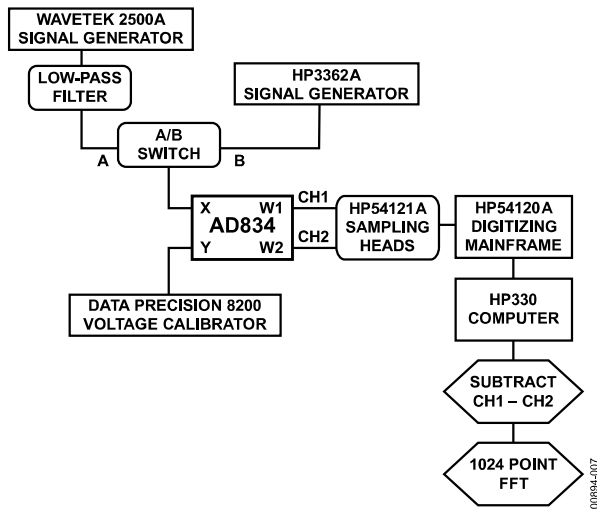 WAVETEK 2500A
SIGNAL GENERATOR
LOW-PASS
FILTER
HP3362A
SIGNAL GENERATOR
A/B
SWITCH
A
B
X
W1
AD834
Y
W2
CH1
CH2
HP54121A
SAMPLING
HEADS
HP54120A
DIGITIZING
MAINFRAME
DATA PRECISION 8200
VOLTAGE CALIBRATOR
HP330
COMPUTER
SUBTRACT
CH1 – CH2
1024 POINT
FFT
00894-007